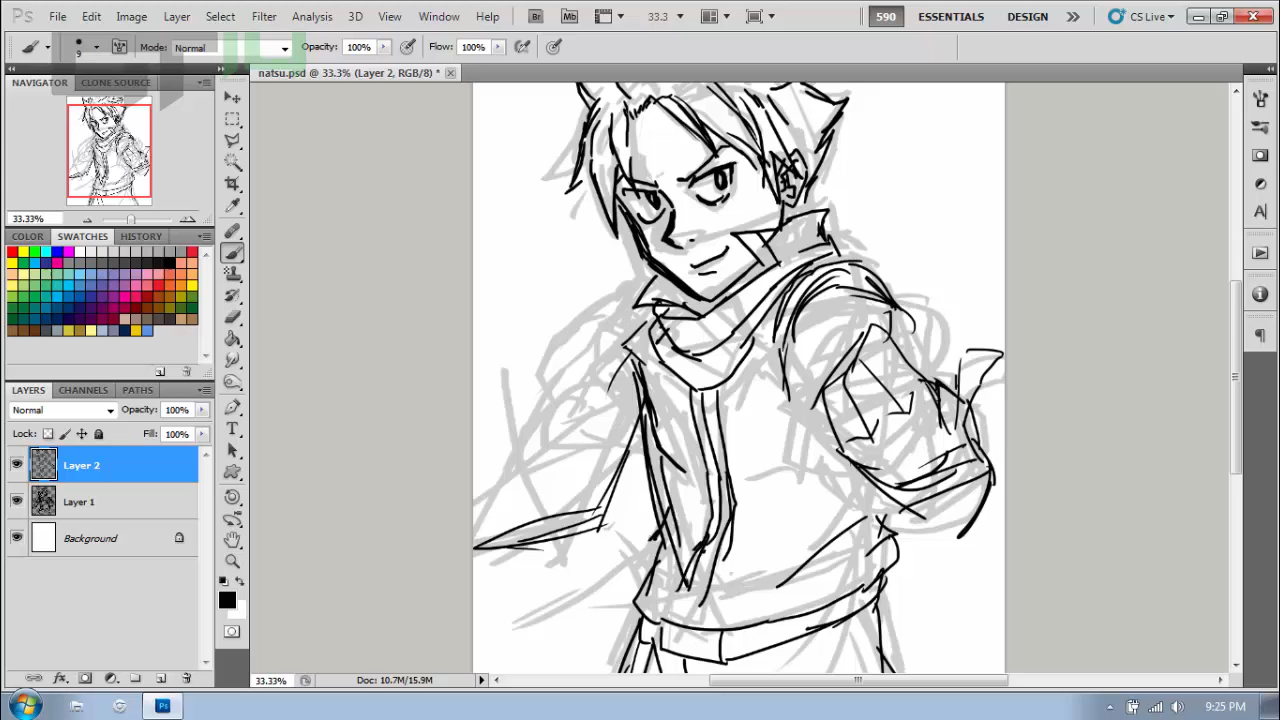 Ps File Edit Image Layer Select Filter Analysis 3D View Window Help Br Mb 33.3 590 ESSENTIALS DESIGN CS Live
9 Mode: Normal Opacity: 100% Flow: 100%
NAVIGATOR CLONE SOURCE
natsu.psd @ 33.3% (Layer 2, RGB/8) *
33.33%
COLOR SWATCHES HISTORY
LAYERS CHANNELS PATHS
Normal Opacity: 100%
Lock: Fill: 100%
Layer 2
Layer 1
Background
33.33% Doc: 10.7M/15.9M
Ps 9:25 PM